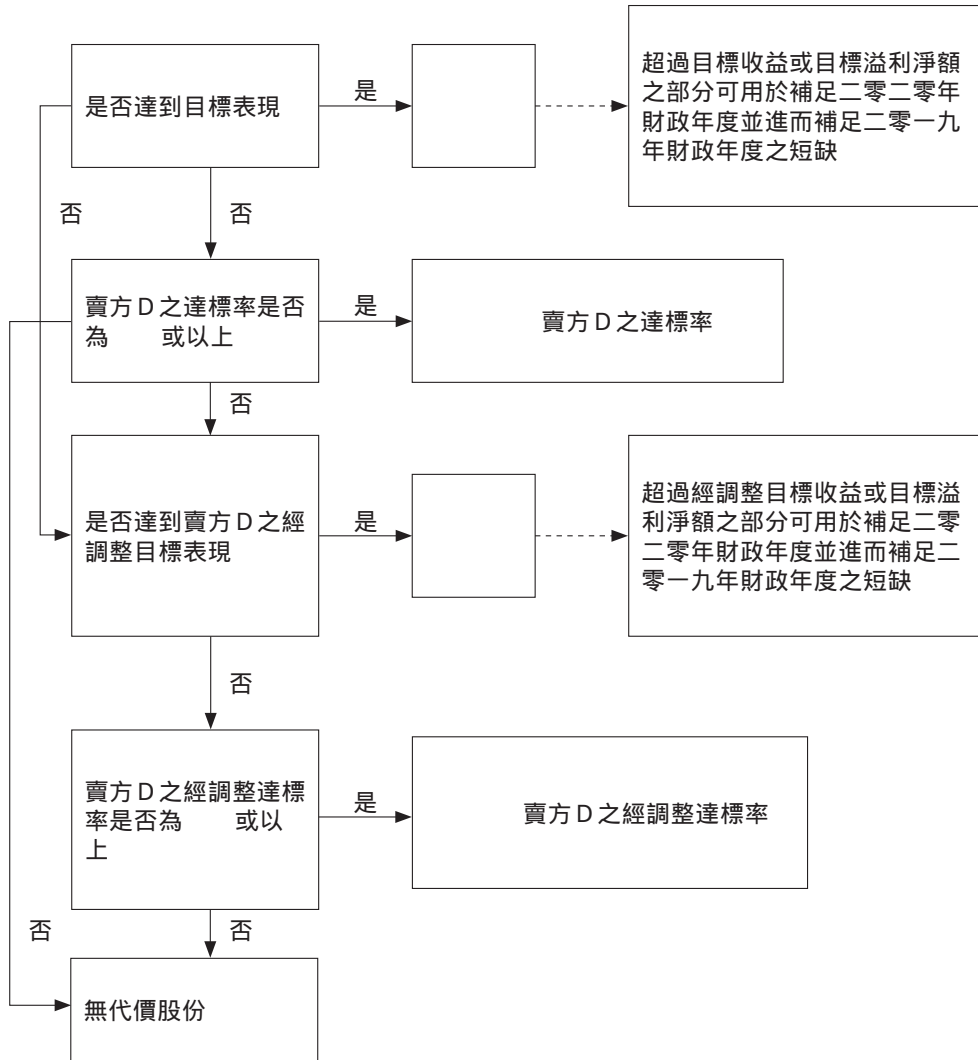 是否達到目標表現
是
超過目標收益或目標溢利淨額
之部分可用於補足二零二零年
財政年度並進而補足二零一九
年財政年度之短缺
否
否
賣方D之達標率是否
為 或以上
是
賣方D之達標率
否
是否達到賣方D之經
調整目標表現
是
超過經調整目標收益或目標溢
利淨額之部分可用於補足二零
二零年財政年度並進而補足二
零一九年財政年度之短缺
否
賣方D之經調整達標
率是否為 或以
上
是
賣方D之經調整達標率
否
否
無代價股份